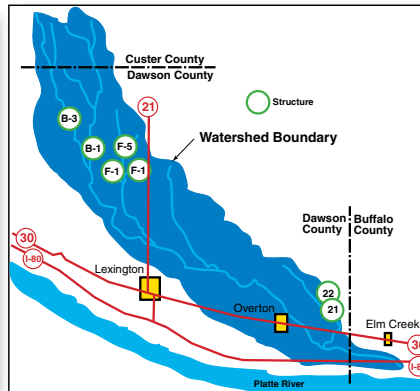 Custer County
Dawson County
21
Structure
B-3
B-1
F-5
F-1
F-1
Watershed Boundary
Dawson County
Buffalo County
30
I-80
Lexington
22
21
Overton
Elm Creek
30
Platte River